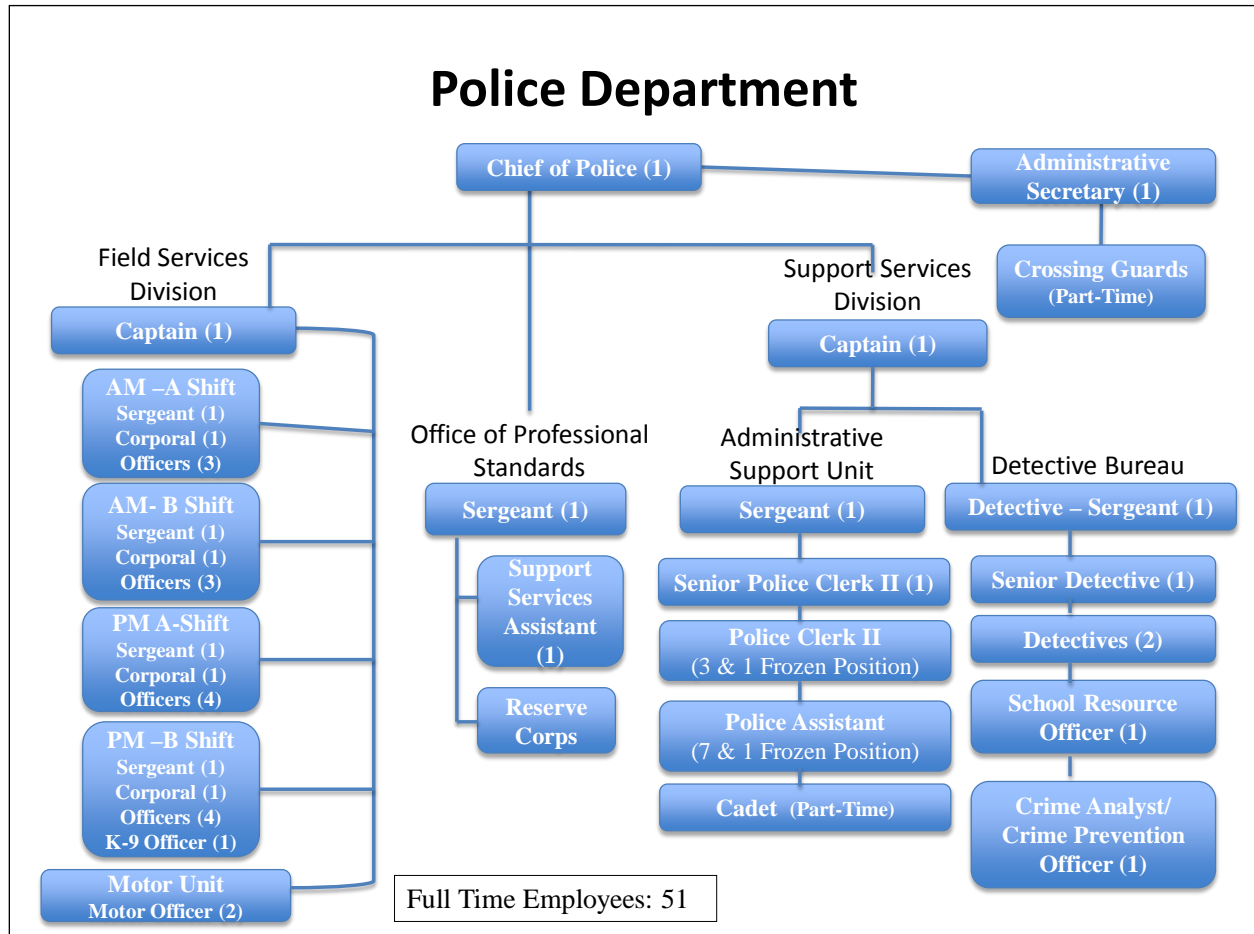 Police Department
Chief of Police (1)
Administrative
Secretary (1)
Crossing Guards
(Part-Time)
Field Services
Division
Captain (1)
AM –A Shift
Sergeant (1)
Corporal (1)
Officers (3)
AM- B Shift
Sergeant (1)
Corporal (1)
Officers (3)
PM A-Shift
Sergeant (1)
Corporal (1)
Officers (4)
PM –B Shift
Sergeant (1)
Corporal (1)
Officers (4)
K-9 Officer (1)
Motor Unit
Motor Officer (2)
Office of Professional
Standards
Sergeant (1)
Support
Services
Assistant
(1)
Reserve
Corps
Support Services
Division
Captain (1)
Administrative
Support Unit
Sergeant (1)
Senior Police Clerk II (1)
Police Clerk II
(3 & 1 Frozen Position)
Police Assistant
(7 & 1 Frozen Position)
Cadet (Part-Time)
Detective Bureau
Detective – Sergeant (1)
Senior Detective (1)
Detectives (2)
School Resource
Officer (1)
Crime Analyst/
Crime Prevention
Officer (1)
Full Time Employees: 51